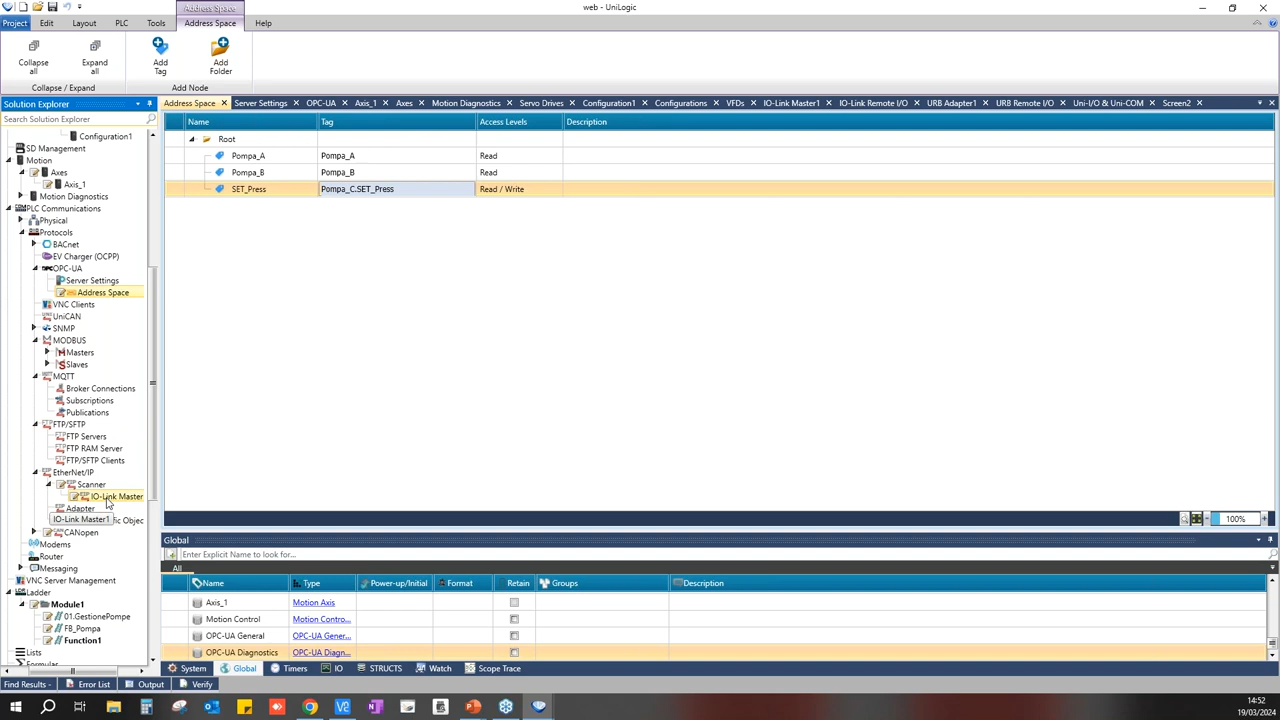 Address Space
web - UniLogic
Project Edit Layout PLC Tools Address Space Help
Collapse all
Expand all
Add Tag
Add Folder
Collapse / Expand
Add Node
Solution Explorer
Search Solution Explorer
Configuration1
SD Management
Motion
Axes
Axis_1
Motion Diagnostics
PLC Communications
Physical
Protocols
BACnet
EV Charger (OCPP)
OPC-UA
Server Settings
Address Space
VNC Clients
UniCAN
SNMP
MODBUS
Masters
Slaves
MQTT
Broker Connections
Subscriptions
Publications
FTP/SFTP
FTP Servers
FTP RAM Server
FTP/SFTP Clients
EtherNet/IP
Scanner
IO-Link Master
Adapter
IO-Link Master1
fic Objec
CANopen
Modems
Router
Messaging
VNC Server Management
Ladder
Module1
01.GestionePompe
FB_Pompa
Function1
Lists
Address Space Server Settings OPC-UA Axis_1 Axes Motion Diagnostics Servo Drives Configuration1 Configurations VFDs IO-Link Master1 IO-Link Remote I/O URB Adapter1 URB Remote I/O Uni-I/O & Uni-COM Screen2
Name Tag Access Levels Description
Root
Pompa_A Pompa_A Read
Pompa_B Pompa_B Read
SET_Press Pompa_C.SET_Press Read / Write
100%
Global
Enter Explicit Name to look for...
All
Name Type Power-up/Initial Format Retain Groups Description
Axis_1 Motion Axis
Motion Control Motion Contro...
OPC-UA General OPC-UA Gener...
OPC-UA Diagnostics OPC-UA Diagn...
System Global Timers IO STRUCTS Watch Scope Trace
Find Results - Error List Output Verify
14:52
19/03/2024